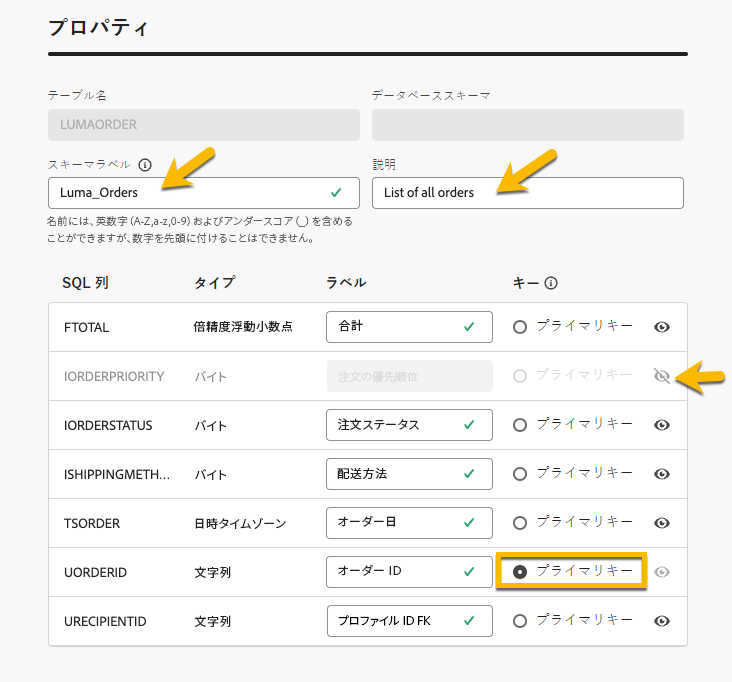 プロパティ
テーブル名
データベーススキーマ
LUMAORDER
スキーマラベル
説明
Luma_Orders
List of all orders
名前には、英数字 (A-Z,a-z,0-9) およびアンダースコア (_) を含める
ことができますが、数字を先頭に付けることはできません。
SQL 列 タイプ ラベル キー
FTOTAL 倍精度浮動小数点 合計 プライマリキー
IORDERPRIORITY バイト 注文の優先順位 プライマリキー
IORDERSTATUS バイト 注文ステータス プライマリキー
ISHIPPINGMETH... バイト 配送方法 プライマリキー
TSORDER 日時タイムゾーン オーダー日 プライマリキー
UORDERID 文字列 オーダー ID プライマリキー
URECIPIENTID 文字列 プロファイル ID FK プライマリキー